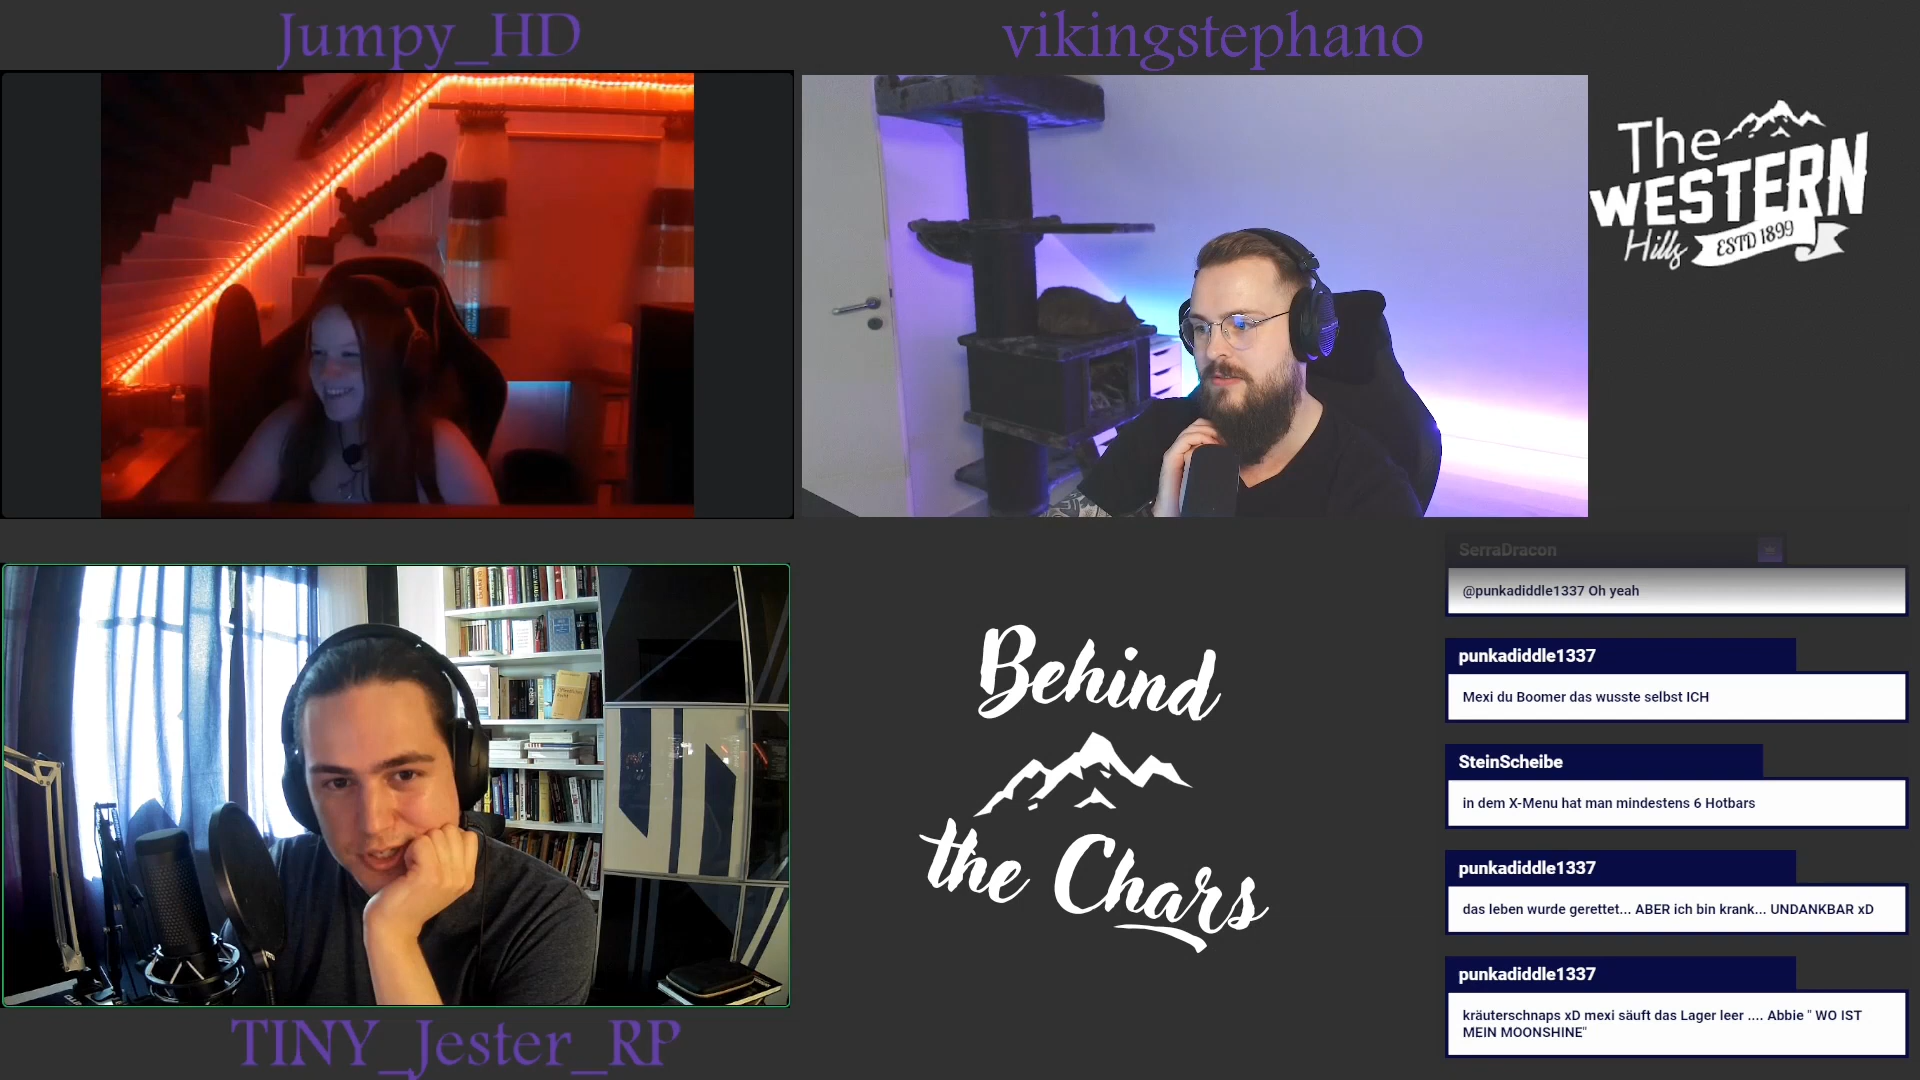 Jumpy_HD
vikingstephano
The
WESTERN
Hills
ESTD 1899
SerraDracon
@punkadiddle1337 Oh yeah
punkadiddle1337
Mexi du Boomer das wusste selbst ICH
SteinScheibe
in dem X-Menu hat man mindestens 6 Hotbars
punkadiddle1337
das leben wurde gerettet... ABER ich bin krank... UNDANKBAR xD
punkadiddle1337
kräuterschnaps xD mexi säuft das Lager leer .... Abbie " WO IST
MEIN MOONSHINE"
Behind
the Chars
TINY_Jester_RP